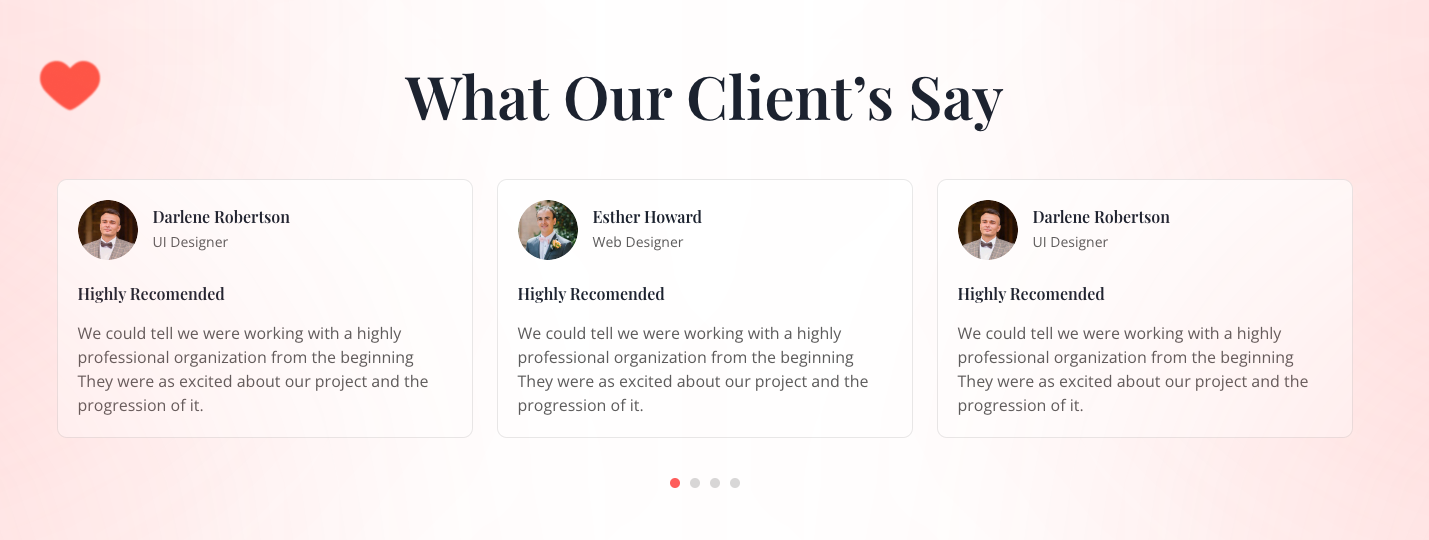 What Our Client’s Say
Darlene Robertson
UI Designer
Highly Recomended
We could tell we were working with a highly
professional organization from the beginning
They were as excited about our project and the
progression of it.
Esther Howard
Web Designer
Highly Recomended
We could tell we were working with a highly
professional organization from the beginning
They were as excited about our project and the
progression of it.
Darlene Robertson
UI Designer
Highly Recomended
We could tell we were working with a highly
professional organization from the beginning
They were as excited about our project and the
progression of it.